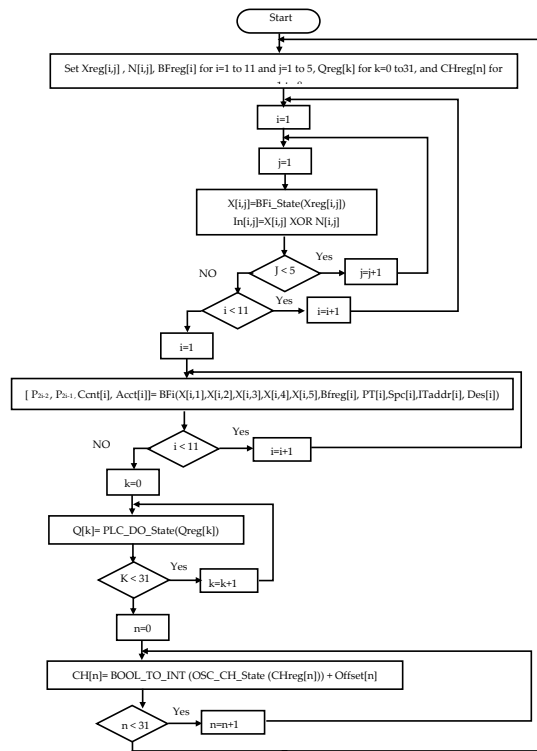 Start
Set Xreg[i,j] , N[i,j], BFreg[i] for i=1 to 11 and j=1 to 5, Qreg[k] for k=0 to31, and CHreg[n] for
i=1
j=1
X[i,j]=BFi_State(Xreg[i,j])
In[i,j]=X[i,j] XOR N[i,j]
J < 5
Yes
j=j+1
NO
i < 11
Yes
i=i+1
i=1
[ P2i-2, P2i-1, Ccnt[i], Acct[i]]= BFi(X[i,1],X[i,2],X[i,3],X[i,4],X[i,5],Bfreg[i], PT[i],Spc[i],ITaddr[i], Des[i])
NO
i < 11
Yes
i=i+1
k=0
Q[k]= PLC_DO_State(Qreg[k])
K < 31
Yes
k=k+1
n=0
CH[n]= BOOL_TO_INT (OSC_CH_State (CHreg[n])) + Offset[n]
n < 31
Yes
n=n+1